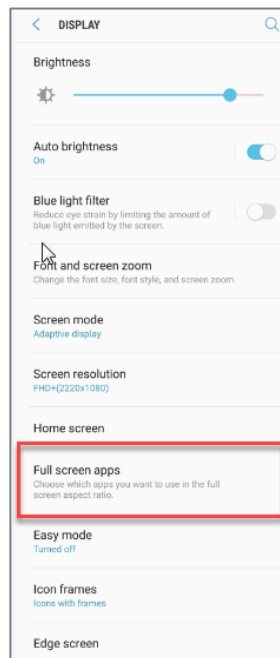 DISPLAY
Brightness
Auto brightness
On
Blue light filter
Reduce eye strain by limiting the amount of
blue light emitted by the screen.
Font and screen zoom
Change the font size, font style, and screen zoom.
Screen mode
Adaptive display
Screen resolution
FHD+(2220x1080)
Home screen
Full screen apps
Choose which apps you want to use in the full
screen aspect ratio.
Easy mode
Turned off
Icon frames
Icons with frames
Edge screen